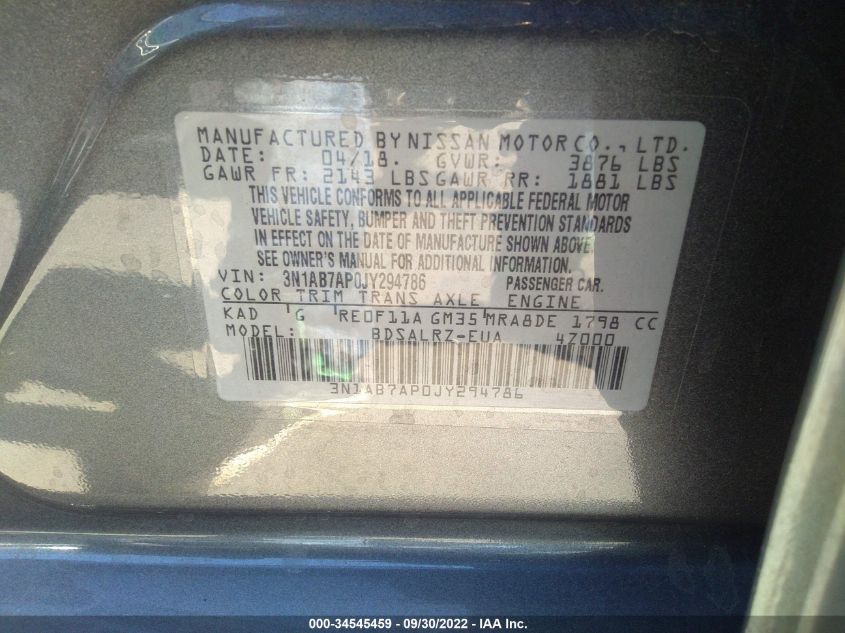 MANUFACTURED BY NISSAN MOTOR CO., LTD.
DATE: 04/18. GVWR: 3876 LBS
GAWR FR: 2143 LBS GAWR RR: 1881 LBS
THIS VEHICLE CONFORMS TO ALL APPLICABLE FEDERAL MOTOR
VEHICLE SAFETY, BUMPER AND THEFT PREVENTION STANDARDS
IN EFFECT ON THE DATE OF MANUFACTURE SHOWN ABOVE.
SEE OWNER'S MANUAL FOR ADDITIONAL INFORMATION.
VIN: 3N1AB7AP0JY294786 PASSENGER CAR.
COLOR TRIM TRANS AXLE ENGINE
KAD G RE0F11A GM35 MRA8DE 1798 CC
MODEL: BDSALRZ-EUA 4Z000
3N1AB7AP0JY294786
000-34545459 - 09/30/2022 - IAA Inc.